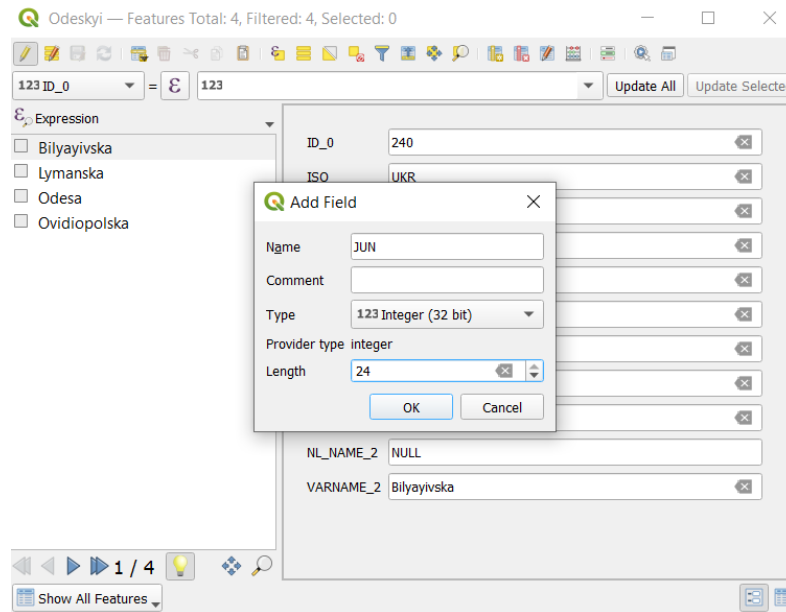 Odeskyi — Features Total: 4, Filtered: 4, Selected: 0
123 ID_0 = ε 123 Update All Update Selecte
Expression
Bilyayivska
Lymanska
Odesa
Ovidiopolska
ID_0 240
ISO UKR
Add Field
Name JUN
Comment
Type 123 Integer (32 bit)
Provider type integer
Length 24
OK Cancel
NL_NAME_2 NULL
VARNAME_2 Bilyayivska
1 / 4
Show All Features